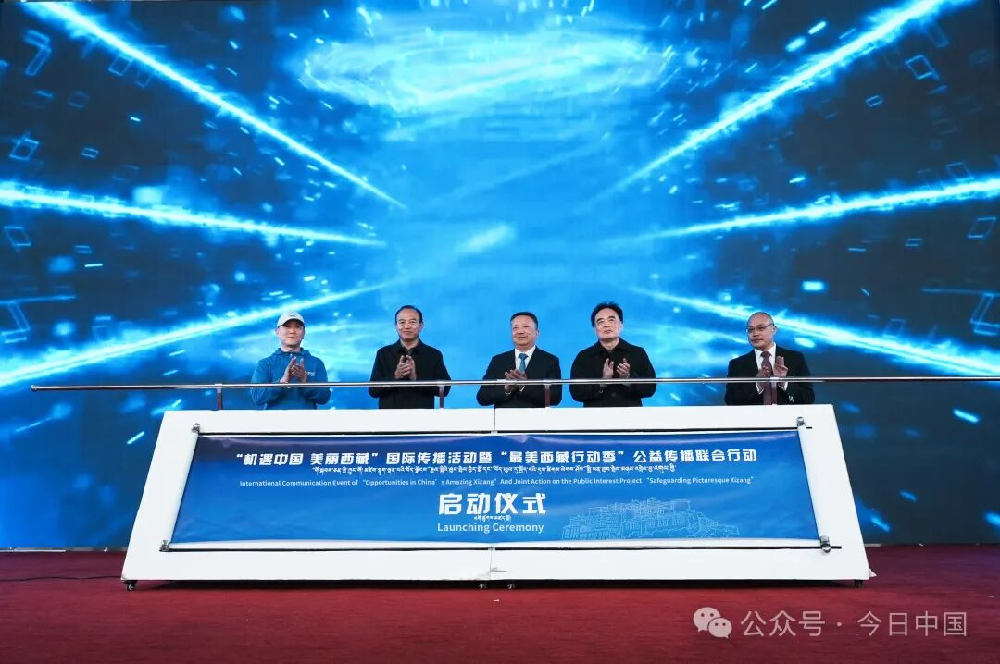 “机遇中国 美丽西藏”国际传播活动暨“最美西藏行动季”公益传播联合行动
International Communication Event of “Opportunities in China's Amazing Xizang” And Joint Action on the Public Interest Project “Safeguarding Picturesque Xizang”
启动仪式
Launching Ceremony
公众号 · 今日中国